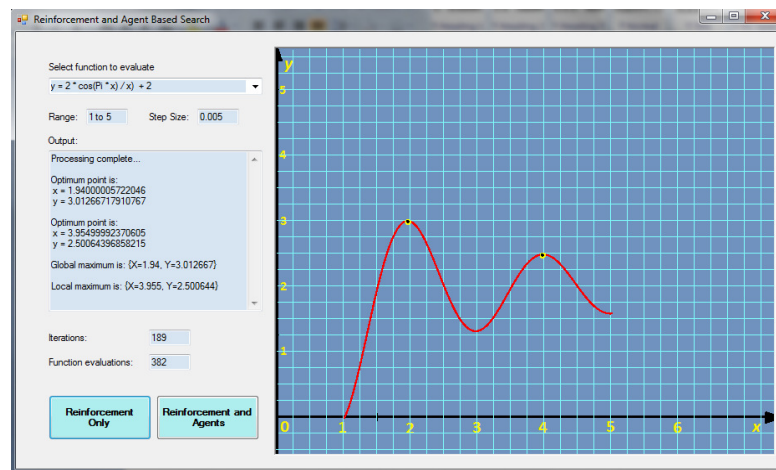 Reinforcement and Agent Based Search
Select function to evaluate
y = 2 * cos(Pi * x) / x) + 2
Range: 1 to 5 Step Size: 0.005
Output:
Processing complete...
Optimum point is:
x = 1.94000005722046
y = 3.01266717910767
Optimum point is:
x = 3.95499992370605
y = 2.50064396858215
Global maximum is: {X=1.94, Y=3.012667}
Local maximum is: {X=3.955, Y=2.500644}
Iterations: 189
Function evaluations: 382
Reinforcement Only
Reinforcement and Agents
y
5
4
3
2
1
0 1 2 3 4 5 6 x